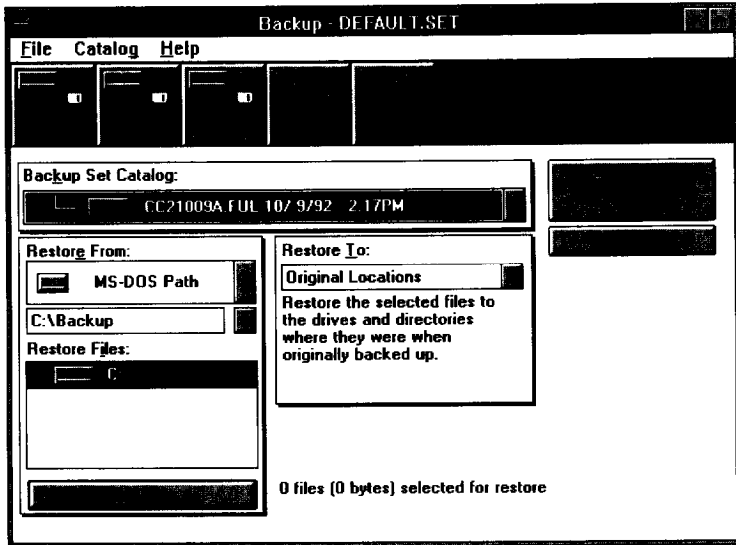 Backup - DEFAULT.SET
File Catalog Help
Backup Set Catalog:
CC21009A.FUL 10/ 9/92 2.17PM
Restore From:
MS-DOS Path
C:\Backup
Restore Files:
C
Restore To:
Original Locations
Restore the selected files to
the drives and directories
where they were when
originally backed up.
0 files (0 bytes) selected for restore